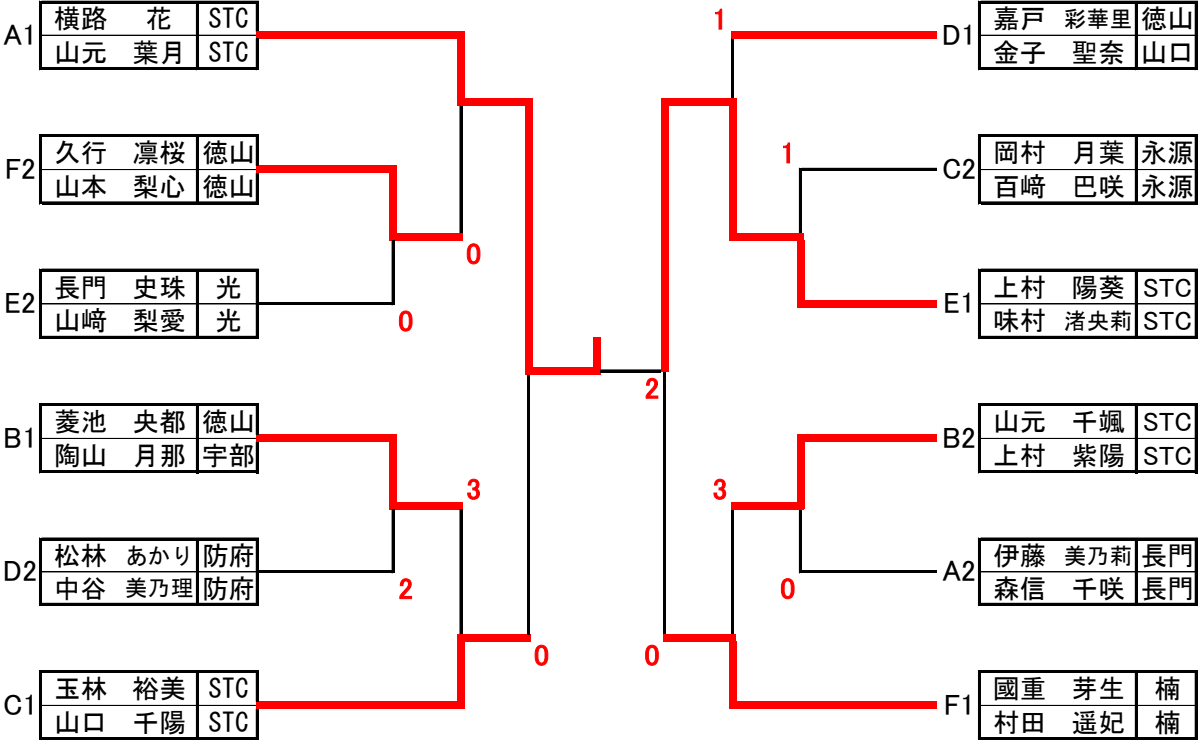 A1
横路　花 STC
山元　葉月 STC
F2
久行　凛桜 徳山
山本　梨心 徳山
0
E2
長門　史珠 光
山﨑　梨愛 光
0
B1
菱池　央都 徳山
陶山　月那 宇部
3
D2
松林　あかり 防府
中谷　美乃理 防府
2
C1
玉林　裕美 STC
山口　千陽 STC
0
2
1
D1
嘉戸　彩華里 徳山
金子　聖奈 山口
1
C2
岡村　月葉 永源
百﨑　巴咲 永源
E1
上村　陽葵 STC
味村　渚央莉 STC
B2
山元　千颯 STC
上村　紫陽 STC
3
A2
伊藤　美乃莉 長門
森信　千咲 長門
0
0
F1
國重　芽生 楠
村田　遥妃 楠